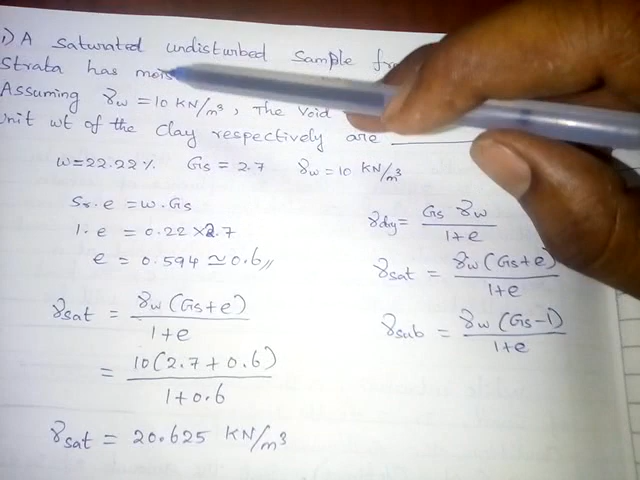 1) A saturated undisturbed sample
Strata has
Assuming γw = 10 KN/m³, The void
unit wt of the clay respectively are
w=22.22% Gs = 2.7 γw = 10 KN/m³
Sr. e = w.Gs
1. e = 0.22 × 2.7
e = 0.594 ≃ 0.6 //
γsat = γw (Gs+e) / 1+e
= 10(2.7+0.6) / 1+0.6
γsat = 20.625 KN/m³
γdry = Gs γw / 1+e
γsat = γw (Gs+e) / 1+e
γsub = γw (Gs-1) / 1+e